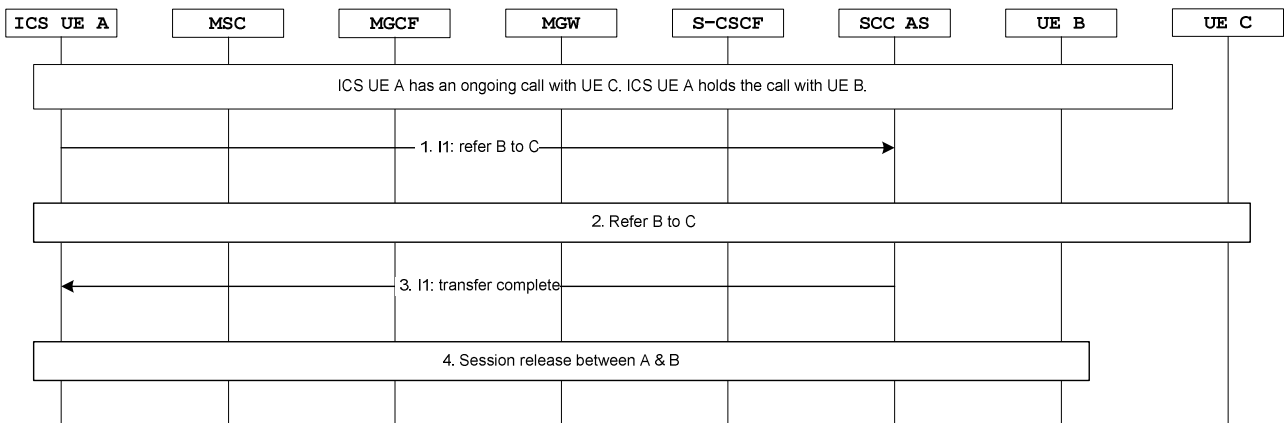 ICS UE A
MSC
MGCF
MGW
S-CSCF
SCC AS
UE B
UE C
ICS UE A has an ongoing call with UE C. ICS UE A holds the call with UE B.
1. I1: refer B to C
2. Refer B to C
3. I1: transfer complete
4. Session release between A & B